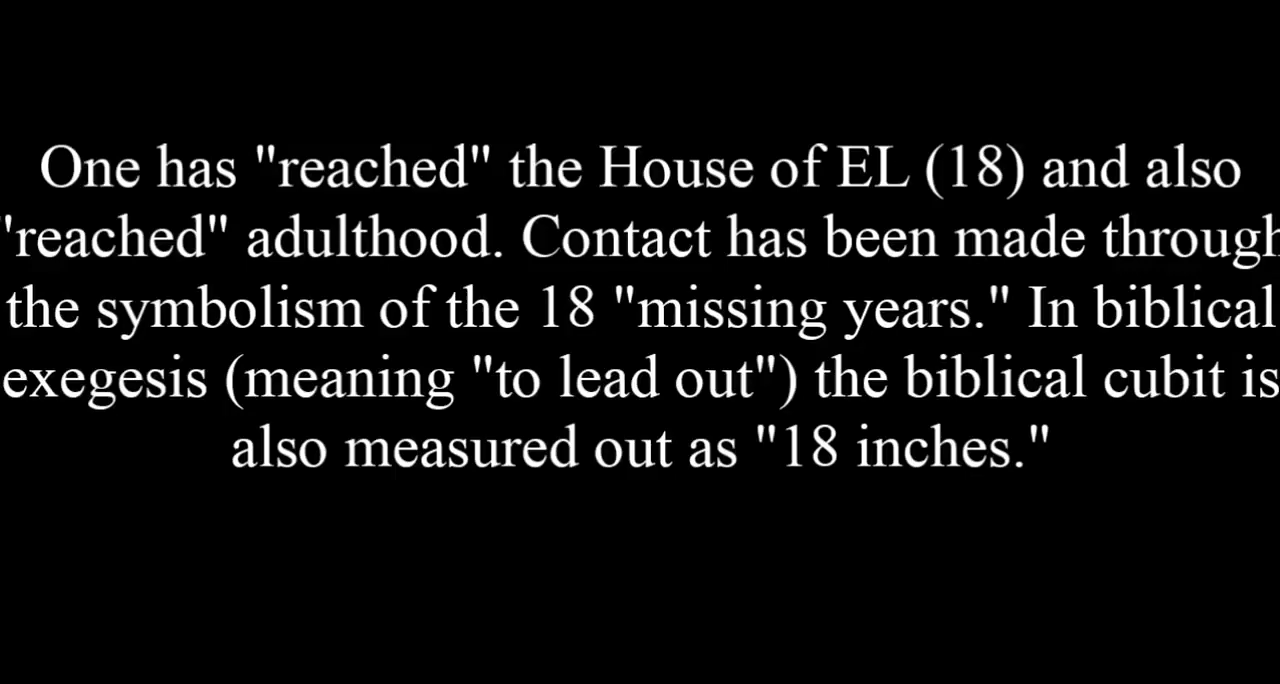 One has "reached" the House of EL (18) and also
"reached" adulthood. Contact has been made through
the symbolism of the 18 "missing years." In biblical
exegesis (meaning "to lead out") the biblical cubit is
also measured out as "18 inches."